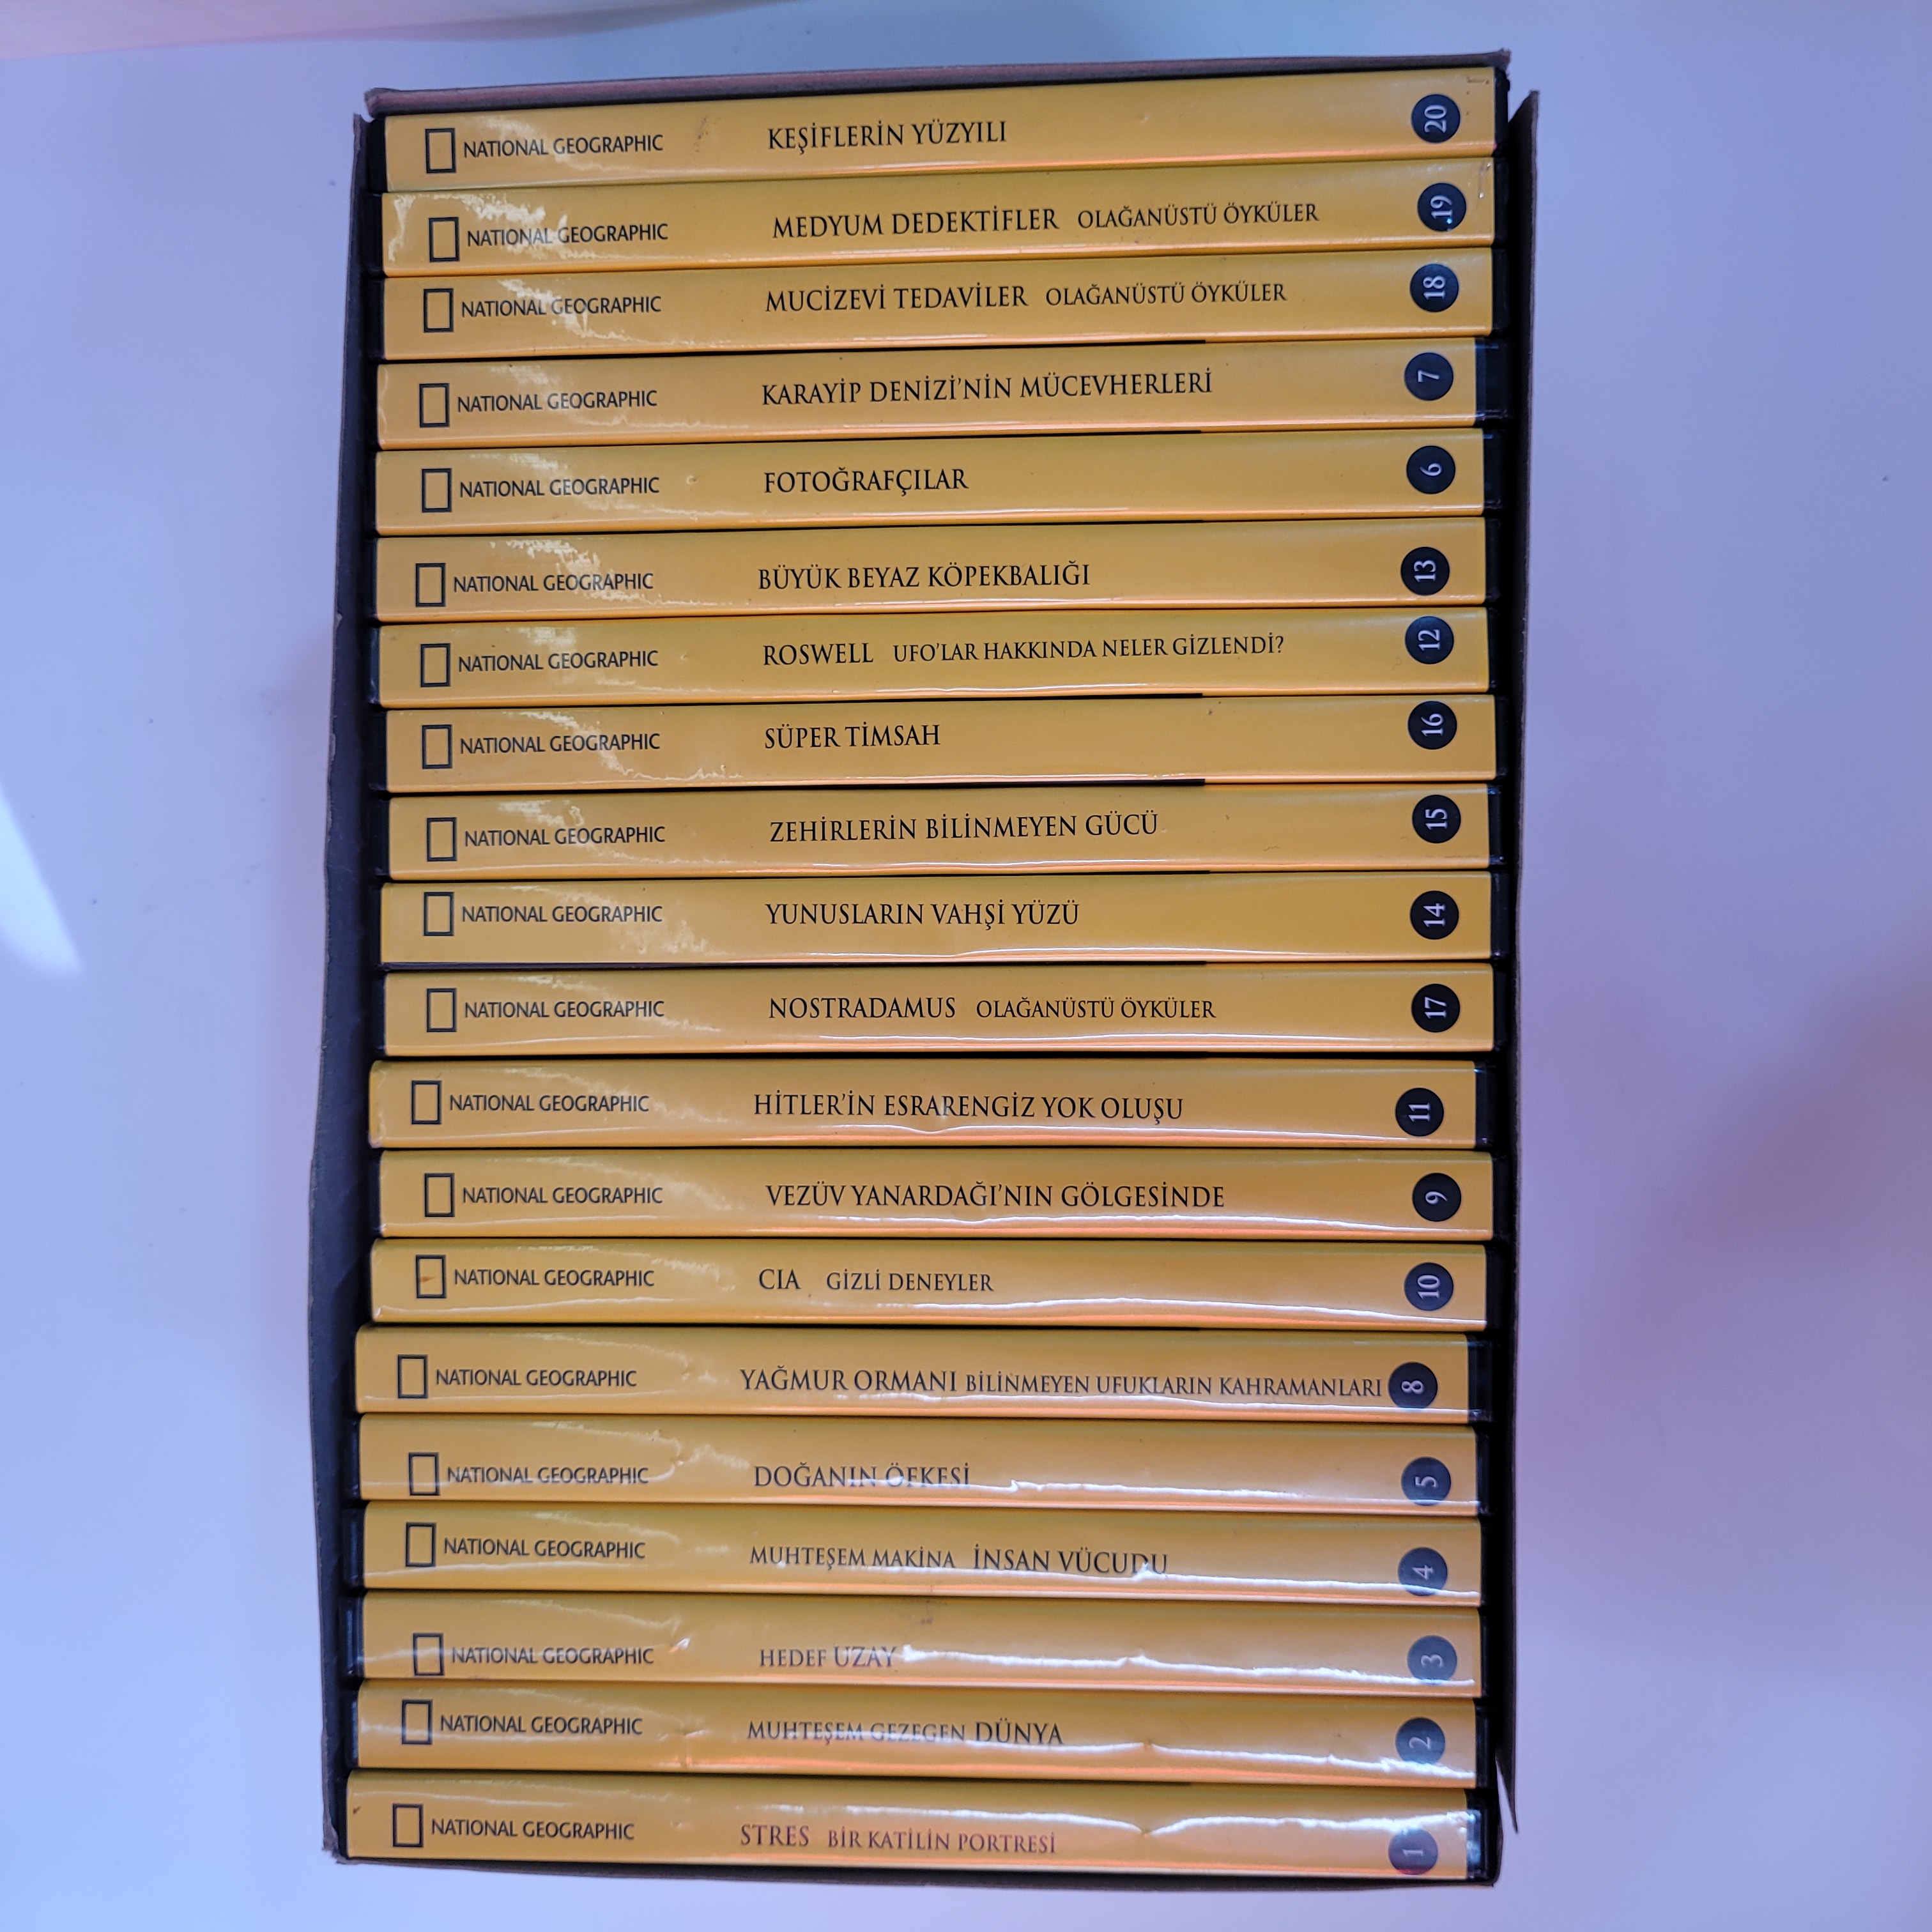 NATIONAL GEOGRAPHIC KEŞİFLERİN YÜZYILI 20
NATIONAL GEOGRAPHIC MEDYUM DEDEKTİFLER OLAĞANÜSTÜ ÖYKÜLER 19
NATIONAL GEOGRAPHIC MUCİZEVİ TEDAVİLER OLAĞANÜSTÜ ÖYKÜLER 18
NATIONAL GEOGRAPHIC KARAYİP DENİZİ'NİN MÜCEVHERLERİ 7
NATIONAL GEOGRAPHIC FOTOĞRAFÇILAR 6
NATIONAL GEOGRAPHIC BÜYÜK BEYAZ KÖPEKBALIĞI 13
NATIONAL GEOGRAPHIC ROSWELL UFO'LAR HAKKINDA NELER GİZLENDİ? 12
NATIONAL GEOGRAPHIC SÜPER TİMSAH 16
NATIONAL GEOGRAPHIC ZEHİRLERİN BİLİNMEYEN GÜCÜ 15
NATIONAL GEOGRAPHIC YUNUSLARIN VAHŞİ YÜZÜ 14
NATIONAL GEOGRAPHIC NOSTRADAMUS OLAĞANÜSTÜ ÖYKÜLER 17
NATIONAL GEOGRAPHIC HİTLER'İN ESRARENGİZ YOK OLUŞU 11
NATIONAL GEOGRAPHIC VEZÜV YANARDAĞI'NIN GÖLGESİNDE 9
NATIONAL GEOGRAPHIC CIA GİZLİ DENEYLER 10
NATIONAL GEOGRAPHIC YAĞMUR ORMANI BİLİNMEYEN UFUKLARIN KAHRAMANLARI 8
NATIONAL GEOGRAPHIC DOĞANIN ÖFKESİ 5
NATIONAL GEOGRAPHIC MUHTEŞEM MAKİNA İNSAN VÜCUDU 4
NATIONAL GEOGRAPHIC HEDEF UZAY 3
NATIONAL GEOGRAPHIC MUHTEŞEM GEZEGEN DÜNYA 2
NATIONAL GEOGRAPHIC STRES BİR KATİLİN PORTRESİ 1